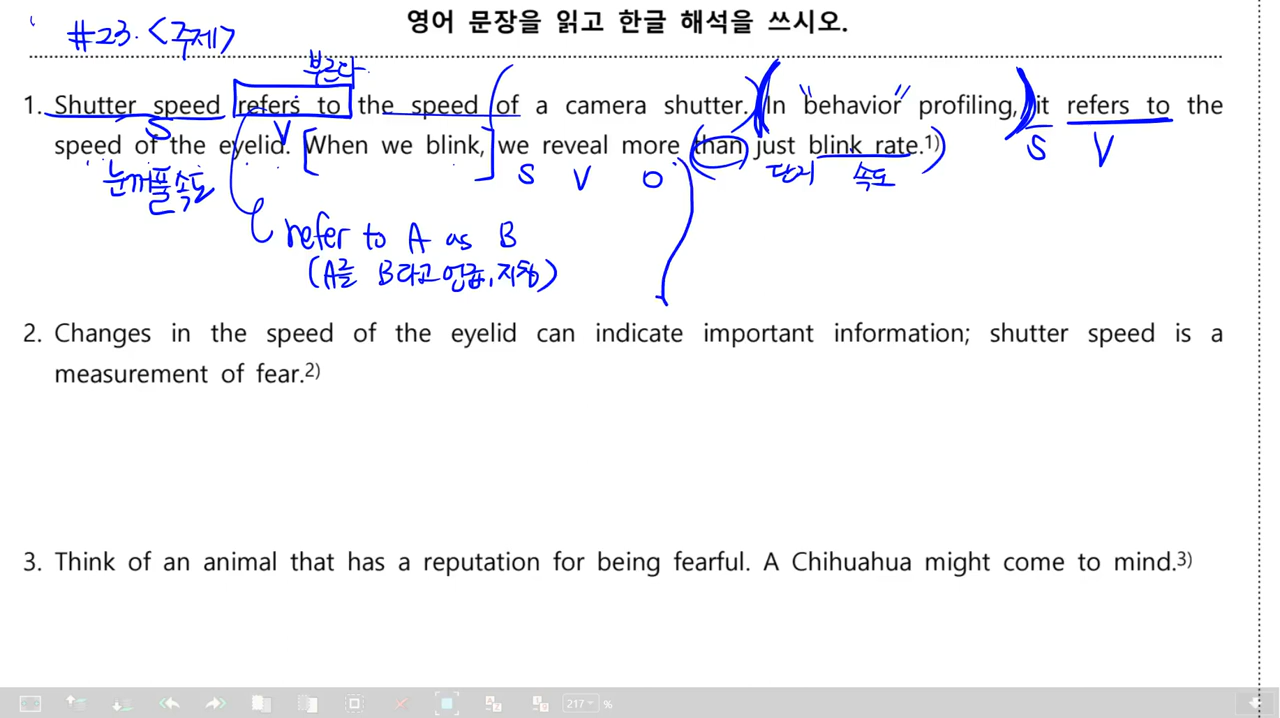 영어 문장을 읽고 한글 해석을 쓰시오.
#23. <주제>
부른다
1. Shutter speed refers to the speed of a camera shutter. In "behavior" profiling, it refers to the
S V S V
speed of the eyelid. When we blink, we reveal more than just blink rate.1)
눈꺼풀 속도 S V O 단지 속도
refer to A as B
(A를 B라고 언급, 지칭)
2. Changes in the speed of the eyelid can indicate important information; shutter speed is a
measurement of fear.2)
3. Think of an animal that has a reputation for being fearful. A Chihuahua might come to mind.3)
217 %